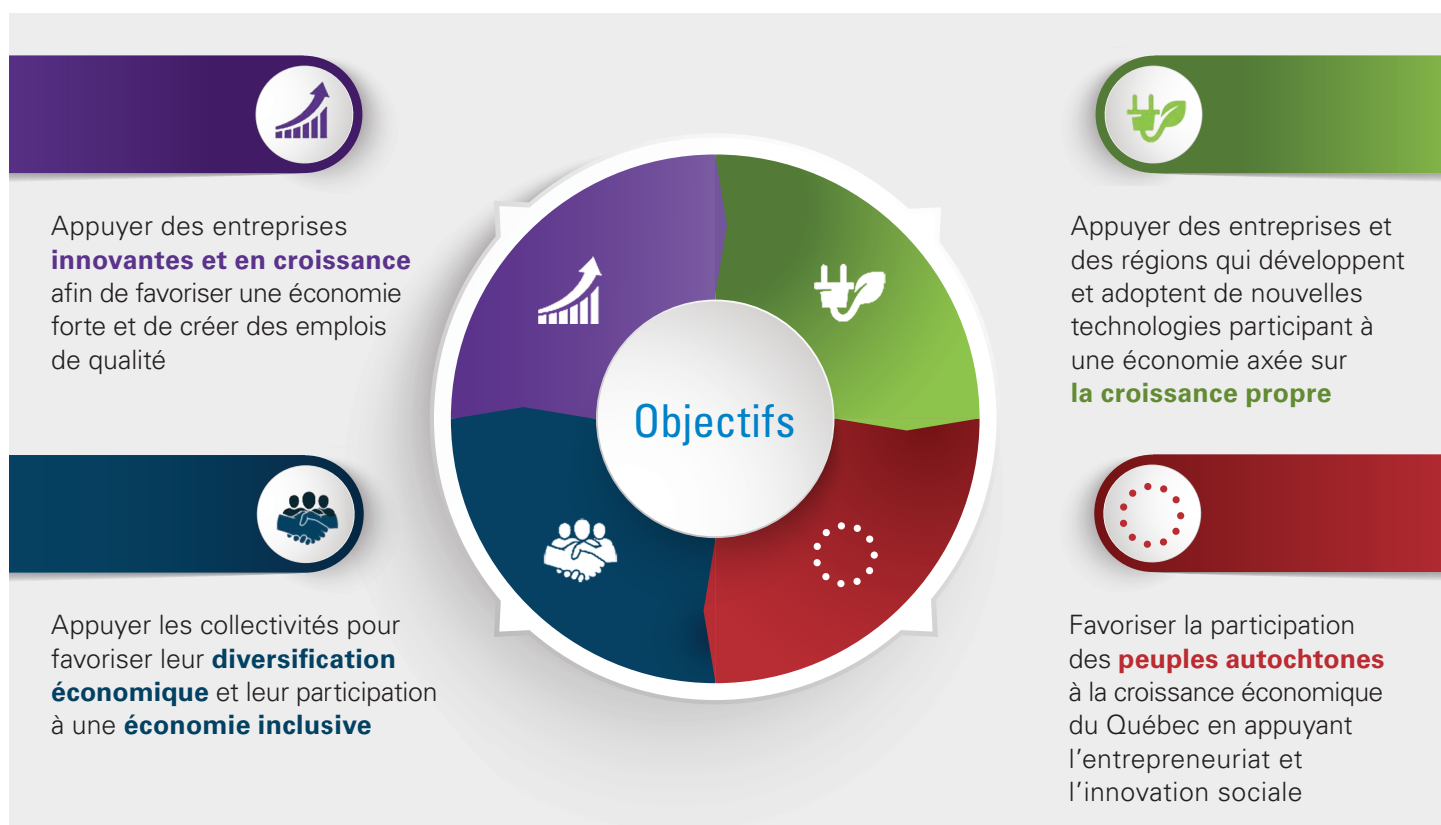 Appuyer des entreprises
innovantes et en croissance
afin de favoriser une économie
forte et de créer des emplois
de qualité
Appuyer des entreprises et
des régions qui développent
et adoptent de nouvelles
technologies participant à
une économie axée sur
la croissance propre
Objectifs
Appuyer les collectivités pour
favoriser leur diversification
économique et leur participation
à une économie inclusive
Favoriser la participation
des peuples autochtones
à la croissance économique
du Québec en appuyant
l'entrepreneuriat et
l'innovation sociale